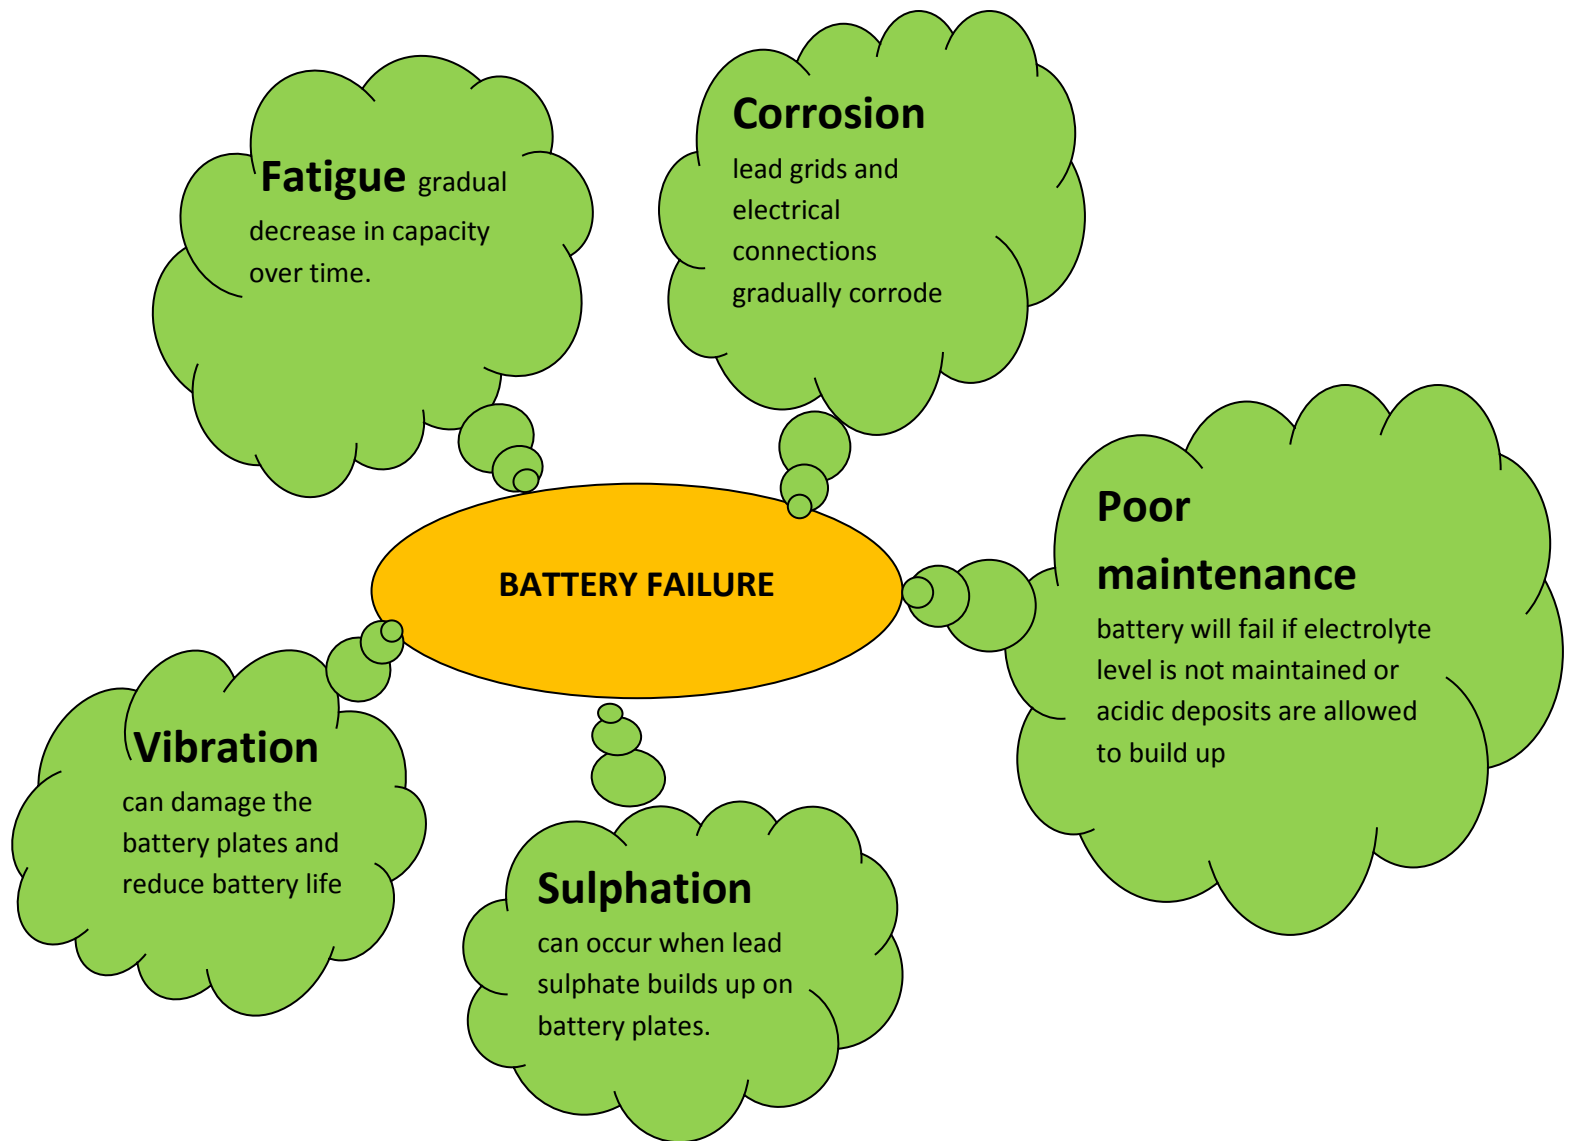 Fatigue gradual
decrease in capacity
over time.
Corrosion
lead grids and
electrical
connections
gradually corrode
BATTERY FAILURE
Poor
maintenance
battery will fail if electrolyte
level is not maintained or
acidic deposits are allowed
to build up
Vibration
can damage the
battery plates and
reduce battery life
Sulphation
can occur when lead
sulphate builds up on
battery plates.